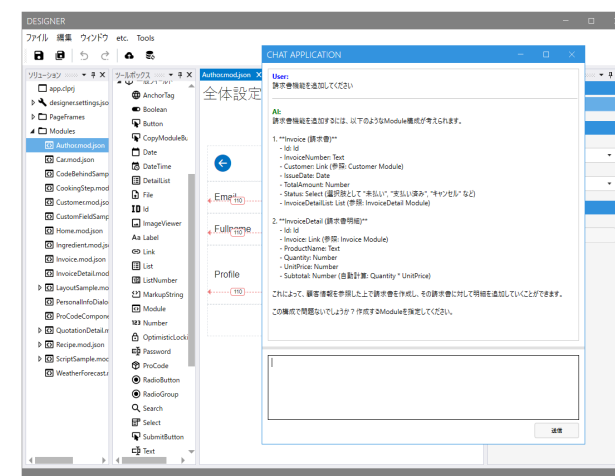 DESIGNER
ファイル 編集 ウィンドウ etc. Tools
ソリューション
app.clprj
designer.settings.jso
PageFrames
Modules
Author.mod.json
Car.mod.json
CodeBehindSamp
CookingStep.mod
Customer.mod.jso
CustomFieldSamp
Home.mod.json
Ingredient.mod.js
Invoice.mod.json
InvoiceDetail.mod
LayoutSample.mo
PersonalInfoDialo
ProCodeCompone
QuotationDetail.n
Recipe.mod.json
ScriptSample.mod
WeatherForecast.r
ツールボックス
AnchorTag
Boolean
Button
CopyModuleBu
Date
DateTime
DetailList
File
Id
ImageViewer
Label
Link
List
ListNumber
MarkupString
Module
Number
OptimisticLocki
Password
ProCode
RadioButton
RadioGroup
Search
Select
SubmitButton
Text
Author.mod.json X
全体設定
Email
110
Fullname
110
Profile
110
CHAT APPLICATION
User:
請求書機能を追加してください
AI:
請求書機能を追加するには、以下のようなModule構成が考えられます。
1. **Invoice (請求書)**
- Id: Id
- InvoiceNumber: Text
- Customer: Link (参照: Customer Module)
- IssueDate: Date
- TotalAmount: Number
- Status: Select (選択肢として "未払い", "支払い済み", "キャンセル" など)
- InvoiceDetailList: List (参照: InvoiceDetail Module)
2. **InvoiceDetail (請求書明細)**
- Id: Id
- Invoice: Link (参照: Invoice Module)
- ProductName: Text
- Quantity: Number
- UnitPrice: Number
- Subtotal: Number (自動計算: Quantity * UnitPrice)
これによって、顧客情報を参照した上で請求書を作成し、その請求書に対して明細を追加していくことができます。
この構成で問題ないでしょうか？作成するModuleを指定してください。
送信